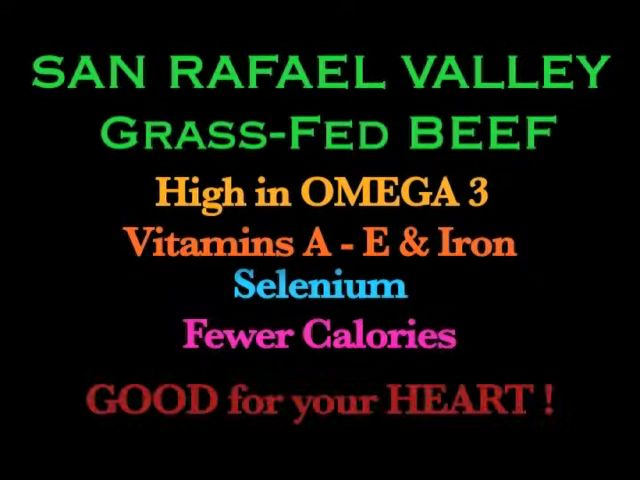 SAN RAFAEL VALLEY
GRASS-FED BEEF
High in OMEGA 3
Vitamins A - E & Iron
Selenium
Fewer Calories
GOOD for your HEART !